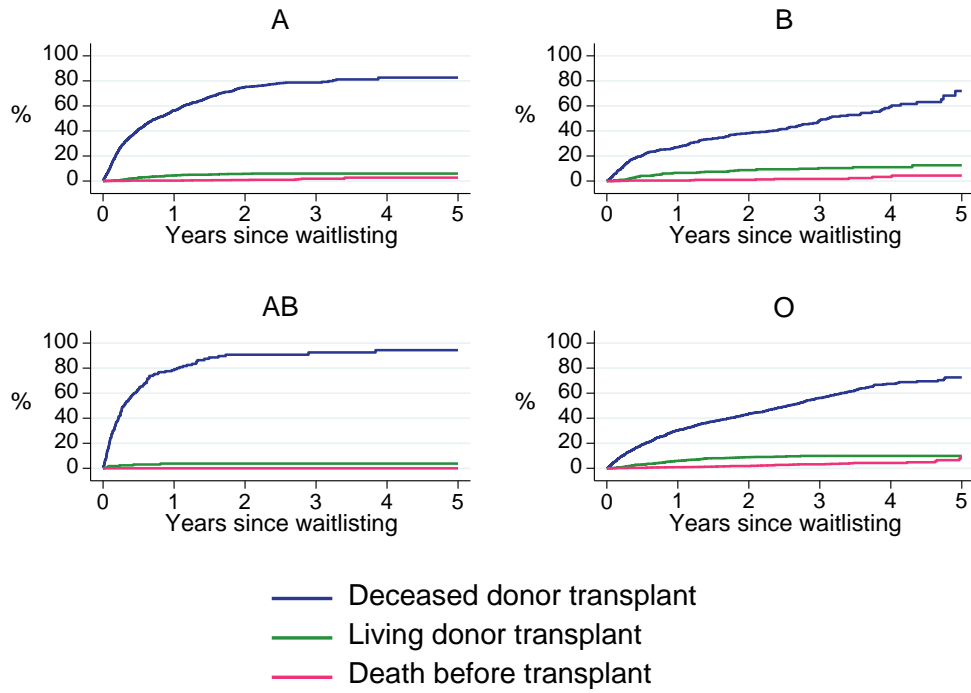 A
100
80
60
40
20
0
%
0 1 2 3 4 5
Years since waitlisting
B
100
80
60
40
20
0
%
0 1 2 3 4 5
Years since waitlisting
AB
100
80
60
40
20
0
%
0 1 2 3 4 5
Years since waitlisting
O
100
80
60
40
20
0
%
0 1 2 3 4 5
Years since waitlisting
Deceased donor transplant
Living donor transplant
Death before transplant